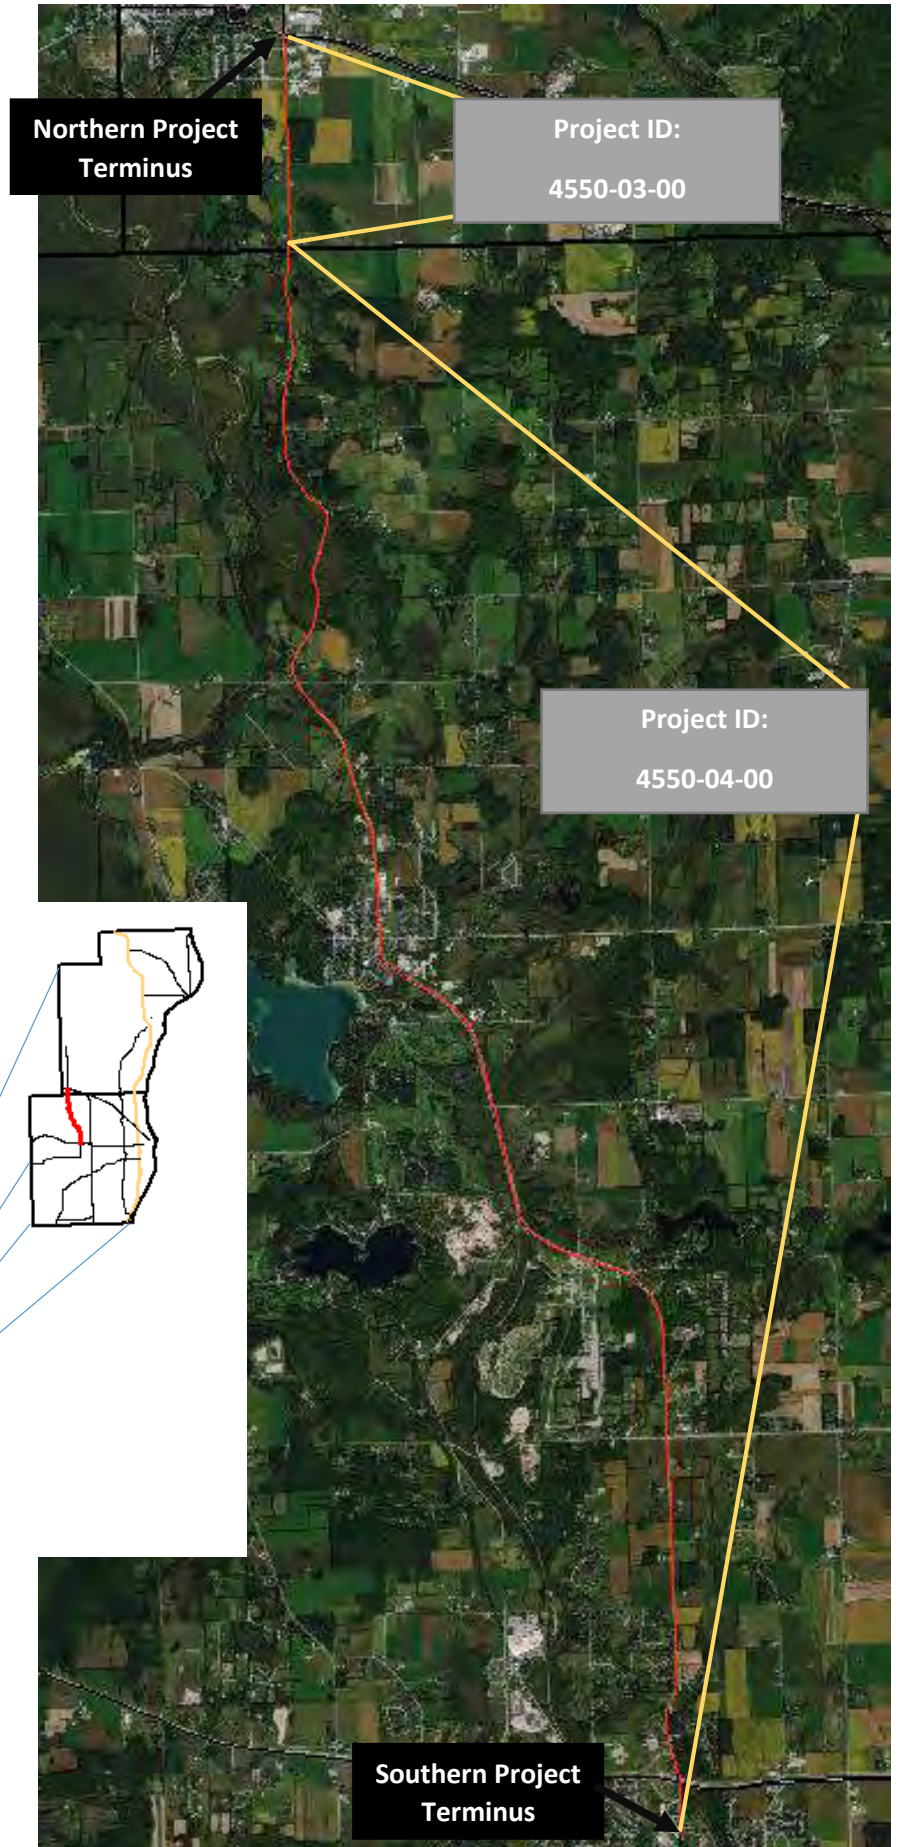 Northern Project
Terminus
Project ID:
4550-03-00
Project ID:
4550-04-00
Southern Project
Terminus